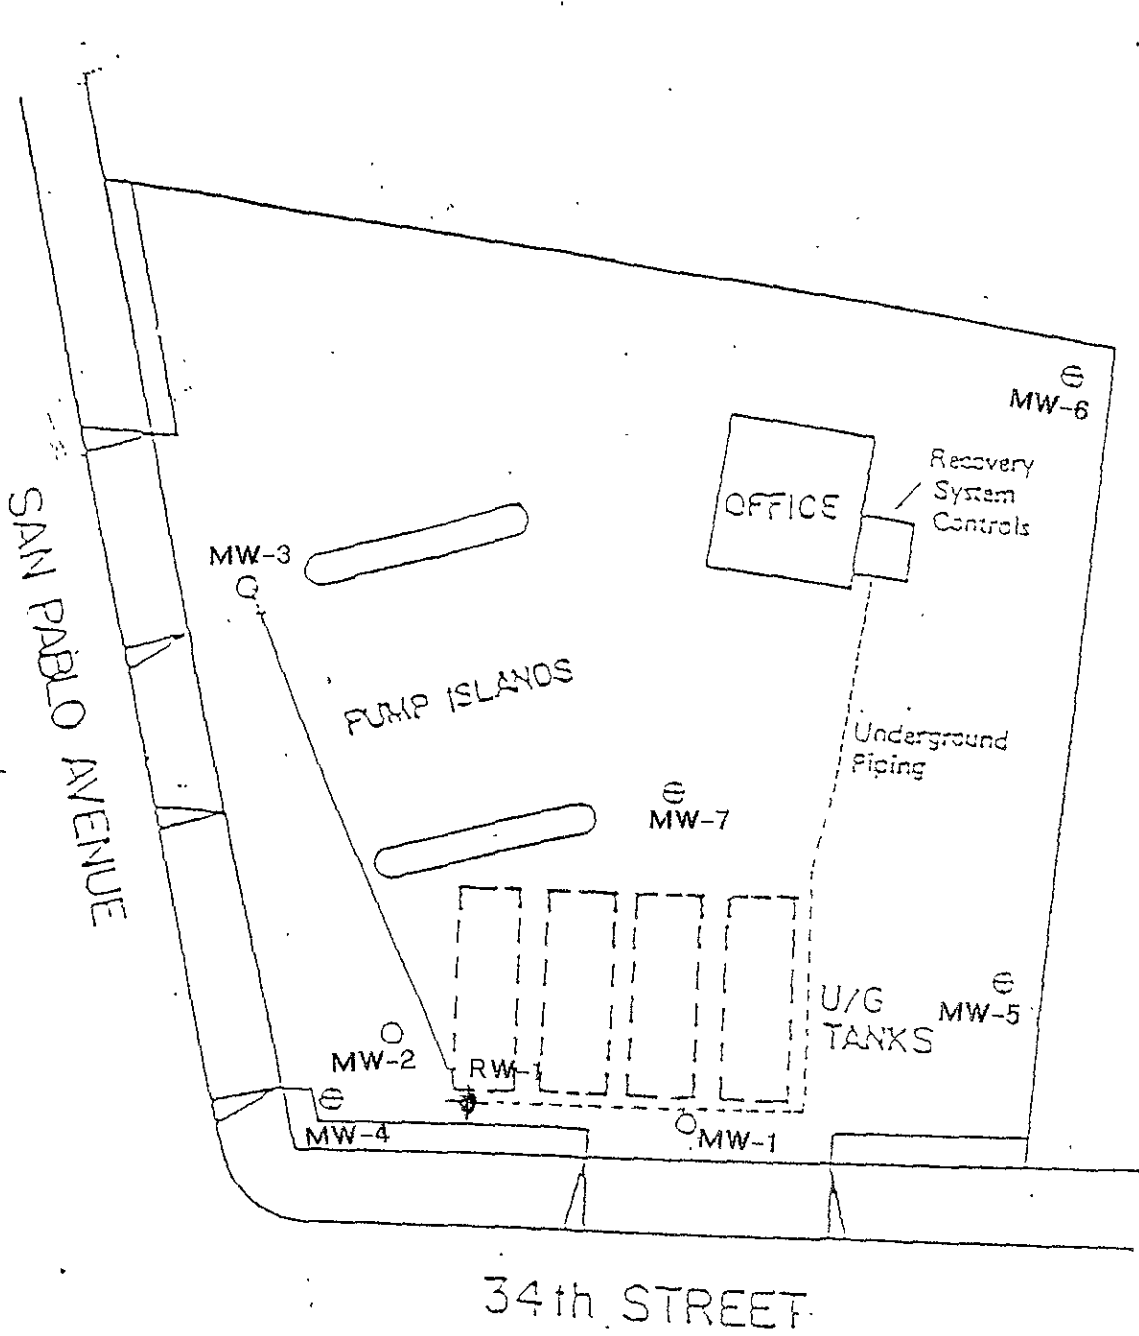 MW-6
Recovery
System
Controls
OFFICE
MW-3
SAN PABLO AVENUE
PUMP ISLANDS
Underground
Piping
MW-7
U/G
TANKS
MW-5
MW-2
RW-1
MW-4
MW-1
34th STREET